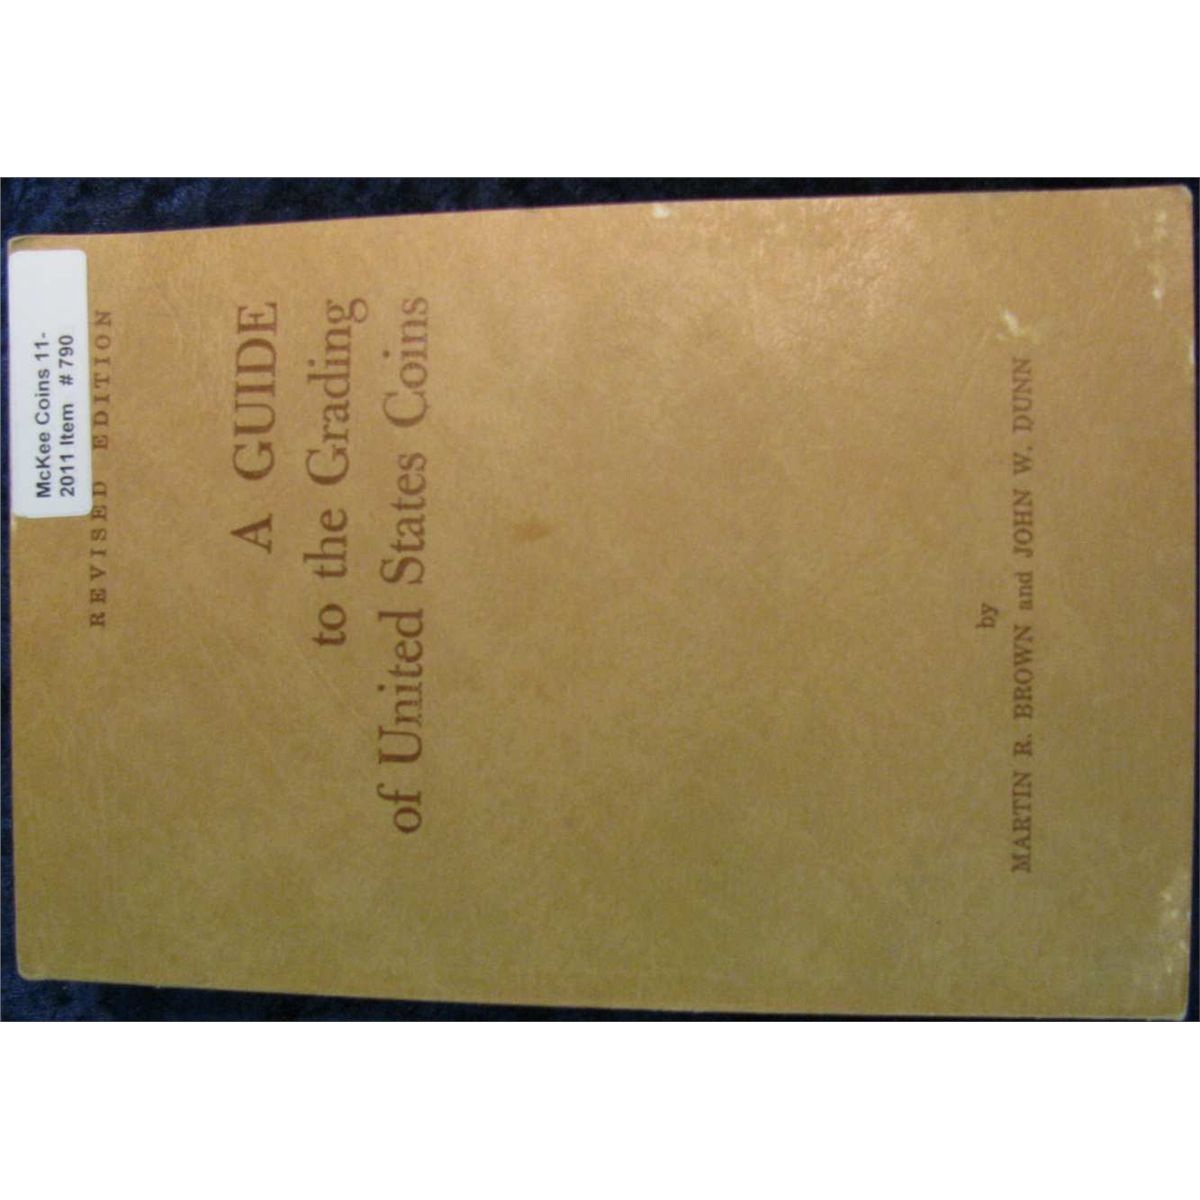 McKee Coins 11-
2011 Item # 790
REVISED EDITION
A GUIDE
to the Grading
of United States Coins
by
MARTIN R. BROWN and JOHN W. DUNN